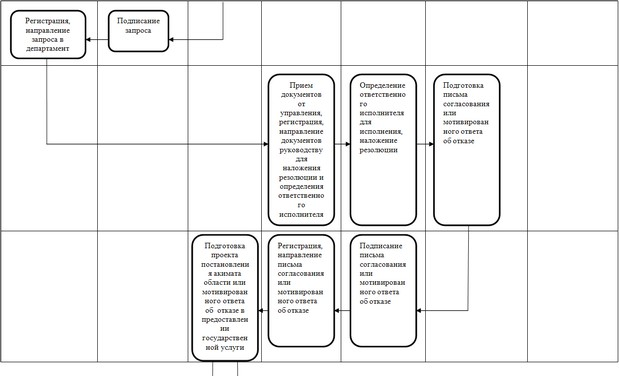 Регистрация,
направление
запроса в
департамент
Подписание
запроса
Прием
документов
от
управления,
регистрация,
направление
документов
руководству
для
наложения
резолюции и
определения
ответственно
го
исполнителя
Определение
ответственно
го
исполнителя
для
исполнения,
наложение
резолюции
Подготовка
письма
согласования
или
мотивирован
ного ответа
об отказе
Подготовка
проекта
постановлени
я акимата
области или
мотивирован
ного ответа
об отказе в
предоставлен
ии
государствен
ной услуги
Регистрация,
направление
письма
согласования
или
мотивирован
ного ответа
об отказе
Подписание
письма
согласования
или
мотивирован
ного ответа
об отказе